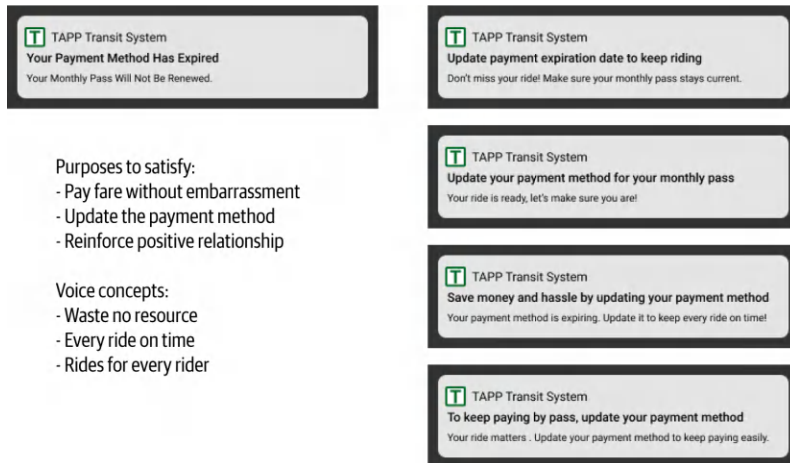 T TAPP Transit System
Your Payment Method Has Expired
Your Monthly Pass Will Not Be Renewed.
Purposes to satisfy:
- Pay fare without embarrassment
- Update the payment method
- Reinforce positive relationship
Voice concepts:
- Waste no resource
- Every ride on time
- Rides for every rider
T TAPP Transit System
Update payment expiration date to keep riding
Don't miss your ride! Make sure your monthly pass stays current.
T TAPP Transit System
Update your payment method for your monthly pass
Your ride is ready, let's make sure you are!
T TAPP Transit System
Save money and hassle by updating your payment method
Your payment method is expiring. Update it to keep every ride on time!
T TAPP Transit System
To keep paying by pass, update your payment method
Your ride matters . Update your payment method to keep paying easily.